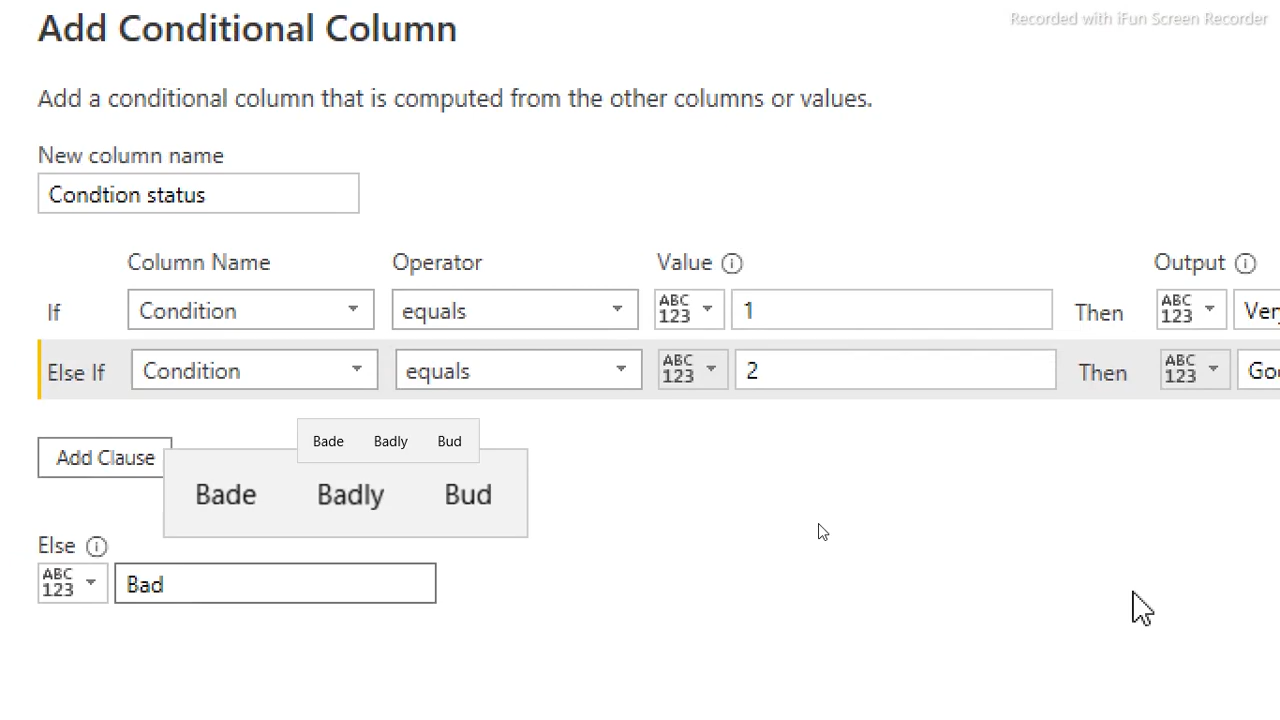 Add Conditional Column
Recorded with iFun Screen Recorder
Add a conditional column that is computed from the other columns or values.
New column name
Condtion status
Column Name Operator Value Output
If Condition equals ABC 123 1 Then ABC 123 Very
Else If Condition equals ABC 123 2 Then ABC 123 Goo
Bade Badly Bud
Add Clause
Bade Badly Bud
Else
ABC 123 Bad